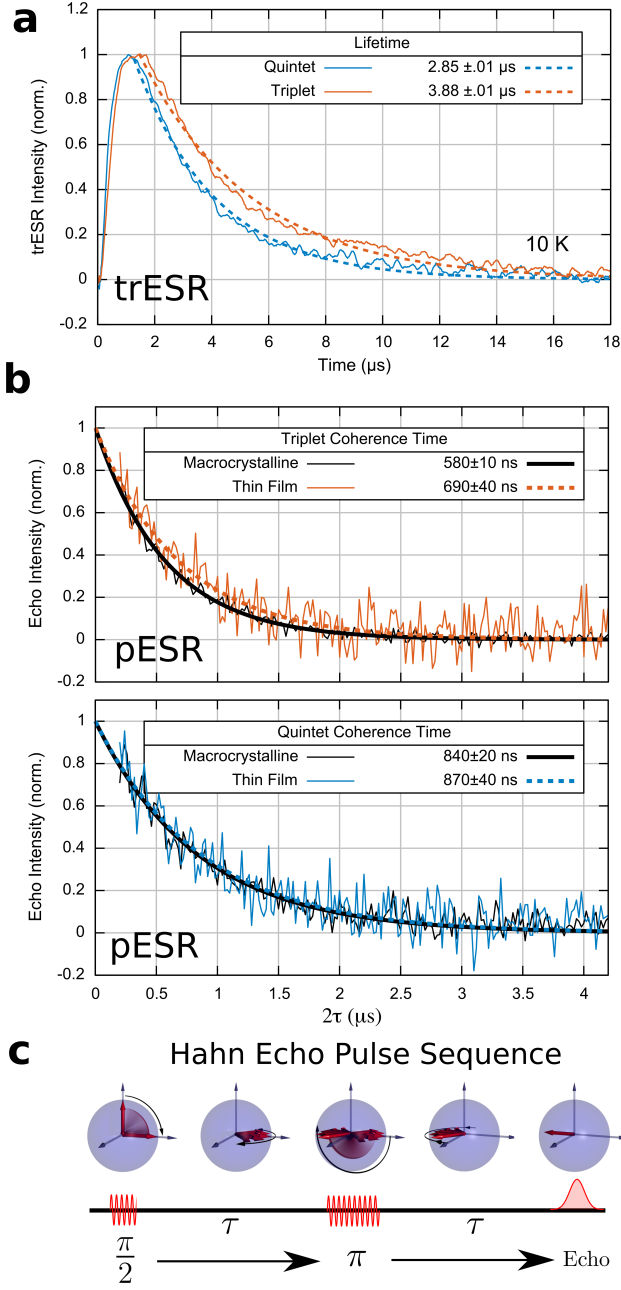 a
1.2
1
0.8
0.6
0.4
0.2
0
-0.2
trESR Intensity (norm.)
Lifetime
Quintet 2.85 ±.01 µs
Triplet 3.88 ±.01 µs
10 K
trESR
0 2 4 6 8 10 12 14 16 18
Time (µs)
b
1
0.8
0.6
0.4
0.2
0
-0.2
Echo Intensity (norm.)
Triplet Coherence Time
Macrocrystalline 580±10 ns
Thin Film 690±40 ns
pESR
1
0.8
0.6
0.4
0.2
0
-0.2
Echo Intensity (norm.)
Quintet Coherence Time
Macrocrystalline 840±20 ns
Thin Film 870±40 ns
pESR
0 0.5 1 1.5 2 2.5 3 3.5 4
2τ (µs)
c
Hahn Echo Pulse Sequence
τ τ
π
2
π Echo